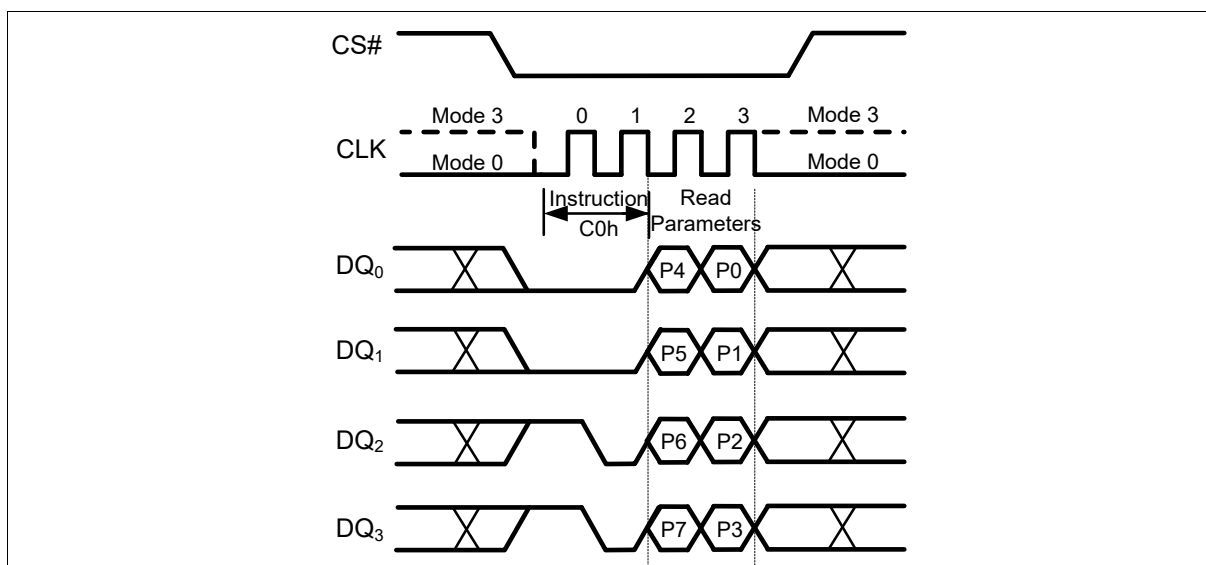 CS#
Mode 3 0 1 2 3 Mode 3
CLK
Mode 0 Mode 0
Instruction Read
C0h Parameters
DQ0 P4 P0
DQ1 P5 P1
DQ2 P6 P2
DQ3 P7 P3